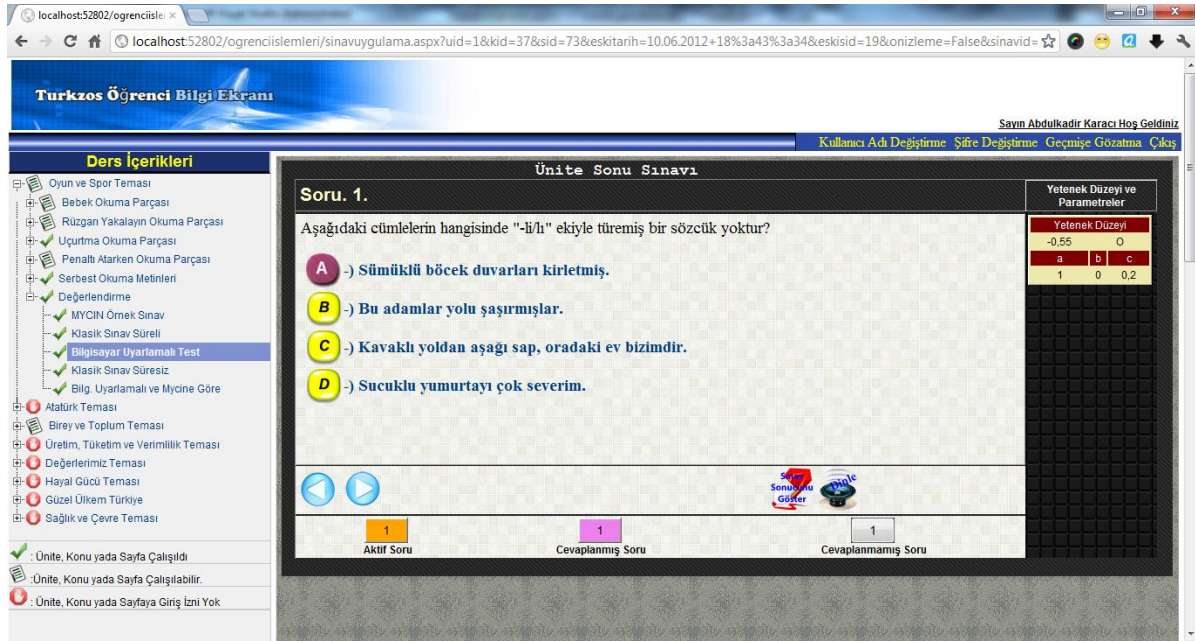 localhost:52802/ogrenciisle
localhost:52802/ogrenciislemleri/sinavuygulama.aspx?uid=1&kid=37&sid=73&eskitarih=10.06.2012+18%3a43%3a34&eskisid=19&onizleme=False&sinavid=
Turkzos Öğrenci Bilgi Ekranı
Sayın Abdulkadir Karacı Hoş Geldiniz
Kullanıcı Adı Değiştirme Şifre Değiştirme Geçmişe Gözatma Çıkış
Ders İçerikleri
Oyun ve Spor Teması
Bebek Okuma Parçası
Rüzgarı Yakalayın Okuma Parçası
Uçurtma Okuma Parçası
Penaltı Atarken Okuma Parçası
Serbest Okuma Metinleri
Değerlendirme
MYCIN Örnek Sınav
Klasik Sınav Süreli
Bilgisayar Uyarlamalı Test
Klasik Sınav Süresiz
Bilg. Uyarlamalı ve Mycine Göre
Atatürk Teması
Birey ve Toplum Teması
Üretim, Tüketim ve Verimlilik Teması
Değerlerimiz Teması
Hayal Gücü Teması
Güzel Ülkem Türkiye
Sağlık ve Çevre Teması
: Ünite, Konu yada Sayfa Çalışıldı
:Ünite, Konu yada Sayfa Çalışılabilir.
: Ünite, Konu yada Sayfaya Giriş İzni Yok
Ünite Sonu Sınavı
Soru. 1.
Aşağıdaki cümlelerin hangisinde "-li/lı" ekiyle türemiş bir sözcük yoktur?
A -) Sümüklü böcek duvarları kirletmiş.
B -) Bu adamlar yolu şaşırmışlar.
C -) Kavaklı yoldan aşağı sap, oradaki ev bizimdir.
D -) Sucuklu yumurtayı çok severim.
Sınav
Sonucunu
Göster
Dinle
1
Aktif Soru
1
Cevaplanmış Soru
1
Cevaplanmamış Soru
Yetenek Düzeyi ve
Parametreler
Yetenek Düzeyi
-0,55 O
a b c
1 0 0,2